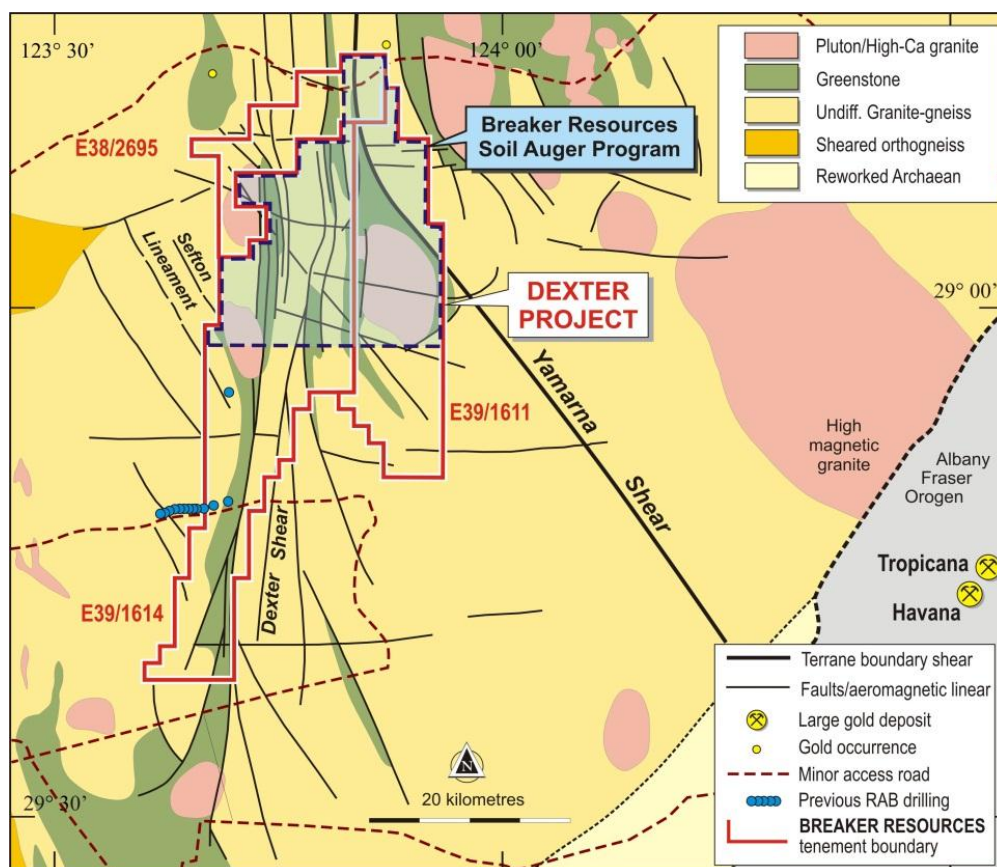 123° 30'
124° 00'
Pluton/High-Ca granite
Greenstone
Undiff. Granite-gneiss
Sheared orthogneiss
Reworked Archaean
E38/2695
Breaker Resources
Soil Auger Program
Sefton
Lineament
DEXTER
PROJECT
29° 00'
Yamarna
Shear
E39/1611
High
magnetic
granite
Albany
Fraser
Orogen
Dexter Shear
Tropicana
Havana
E39/1614
29° 30'
N
20 kilometres
Terrane boundary shear
Faults/aeromagnetic linear
Large gold deposit
Gold occurrence
Minor access road
Previous RAB drilling
BREAKER RESOURCES
tenement boundary